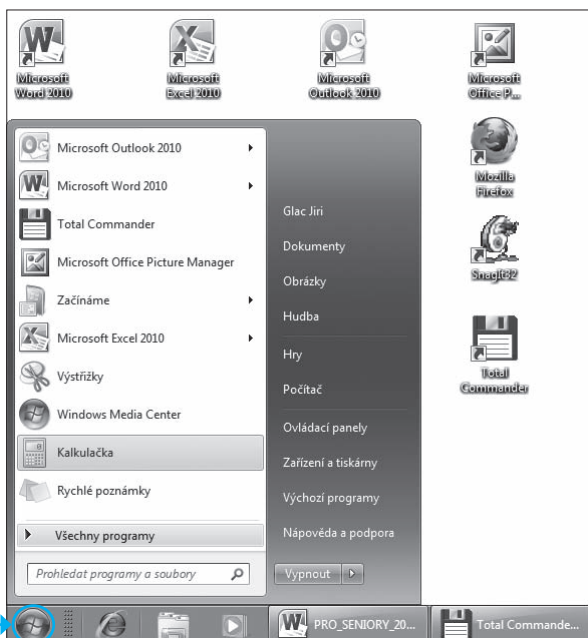 Microsoft
Word 2010
Microsoft
Excel 2010
Microsoft
Outlook 2010
Microsoft
Office P...
Mozilla
Firefox
SnagIt32
Total
Commander
Microsoft Outlook 2010
Microsoft Word 2010
Total Commander
Microsoft Office Picture Manager
Začínáme
Microsoft Excel 2010
Výstřižky
Windows Media Center
Kalkulačka
Rychlé poznámky
Všechny programy
Prohledat programy a soubory
Glac Jiri
Dokumenty
Obrázky
Hudba
Hry
Počítač
Ovládací panely
Zařízení a tiskárny
Výchozí programy
Nápověda a podpora
Vypnout
PRO_SENIORY_20...
Total Commande...